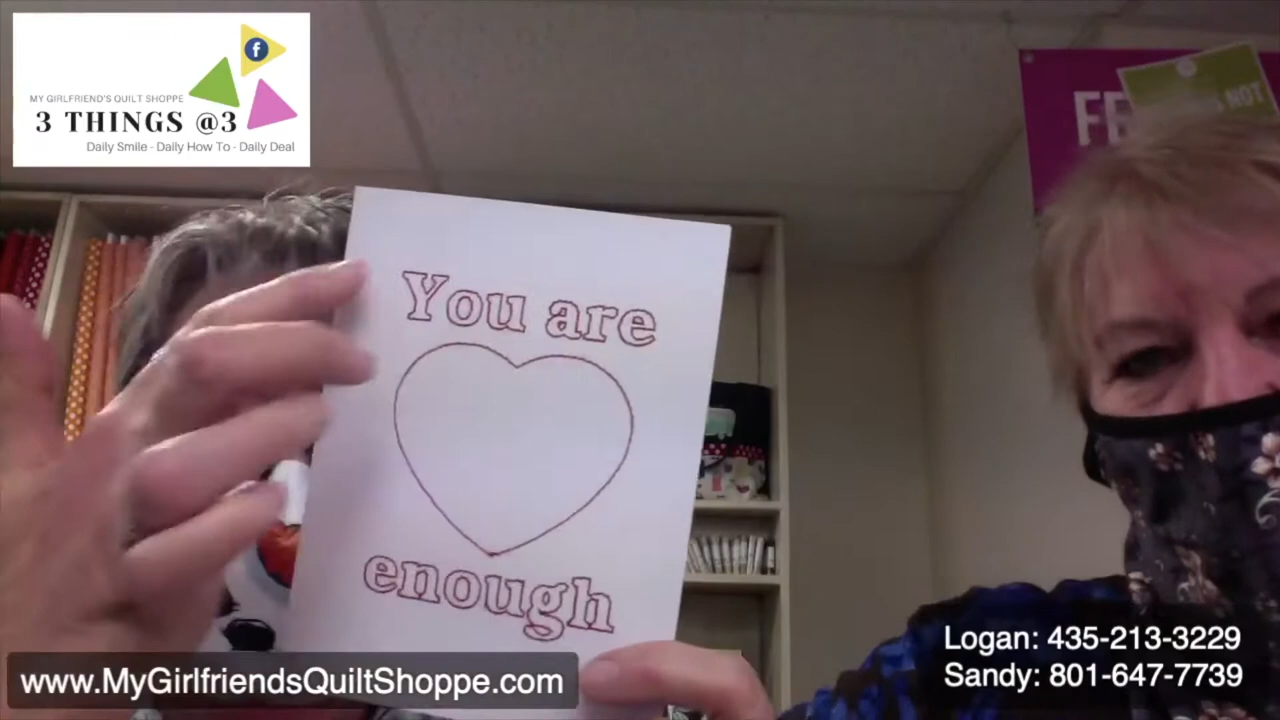 f
MY GIRLFRIEND'S QUILT SHOPPE
3 THINGS @3
Daily Smile - Daily How To - Daily Deal
NOT
You are
enough
www.MyGirlfriendsQuiltShoppe.com
Logan: 435-213-3229
Sandy: 801-647-7739